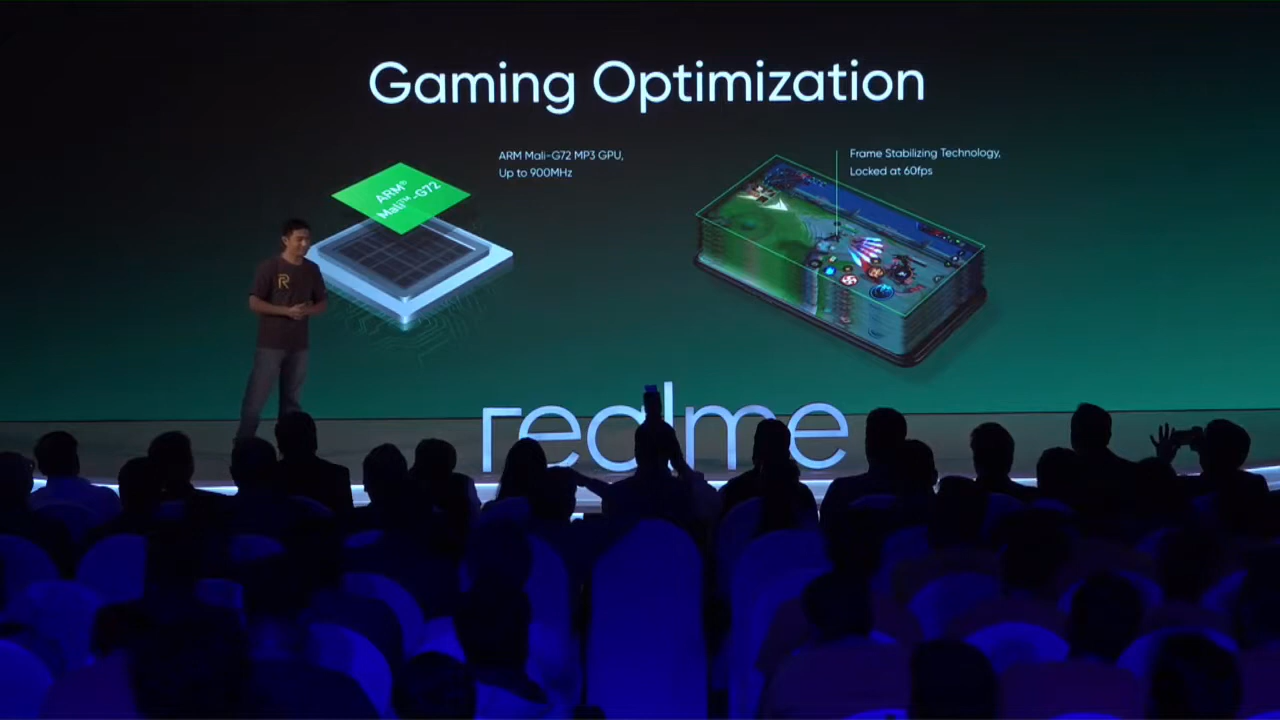 Gaming Optimization
ARM Mali-G72 MP3 GPU,
Up to 900MHz
Frame Stabilizing Technology,
Locked at 60fps
ARM®
Mali™-G72
R
realme